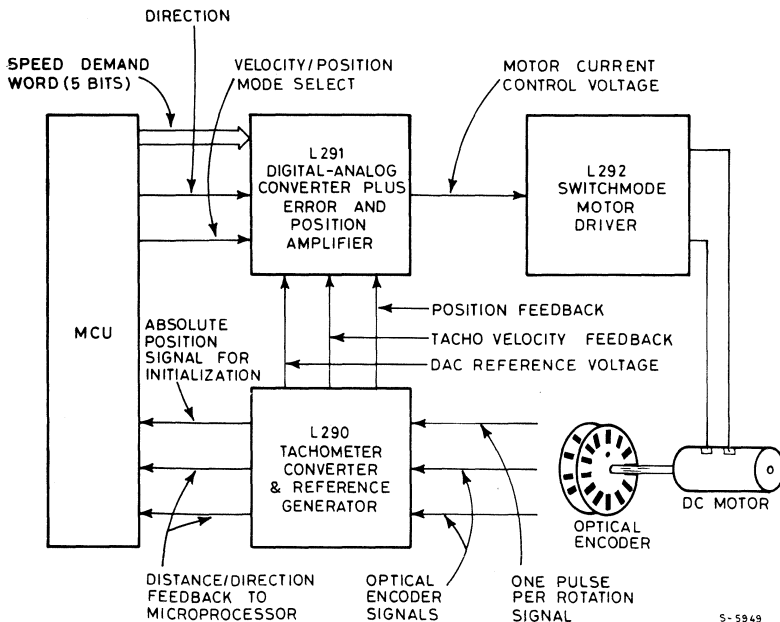 DIRECTION
SPEED DEMAND
WORD (5 BITS)
VELOCITY/POSITION
MODE SELECT
MOTOR CURRENT
CONTROL VOLTAGE
L291
DIGITAL-ANALOG
CONVERTER PLUS
ERROR AND
POSITION
AMPLIFIER
L292
SWITCHMODE
MOTOR
DRIVER
MCU
POSITION FEEDBACK
TACHO VELOCITY FEEDBACK
DAC REFERENCE VOLTAGE
ABSOLUTE
POSITION
SIGNAL FOR
INITIALIZATION
L290
TACHOMETER
CONVERTER
& REFERENCE
GENERATOR
DC MOTOR
OPTICAL
ENCODER
DISTANCE/DIRECTION
FEEDBACK TO
MICROPROCESSOR
OPTICAL
ENCODER
SIGNALS
ONE PULSE
PER ROTATION
SIGNAL
S-5949